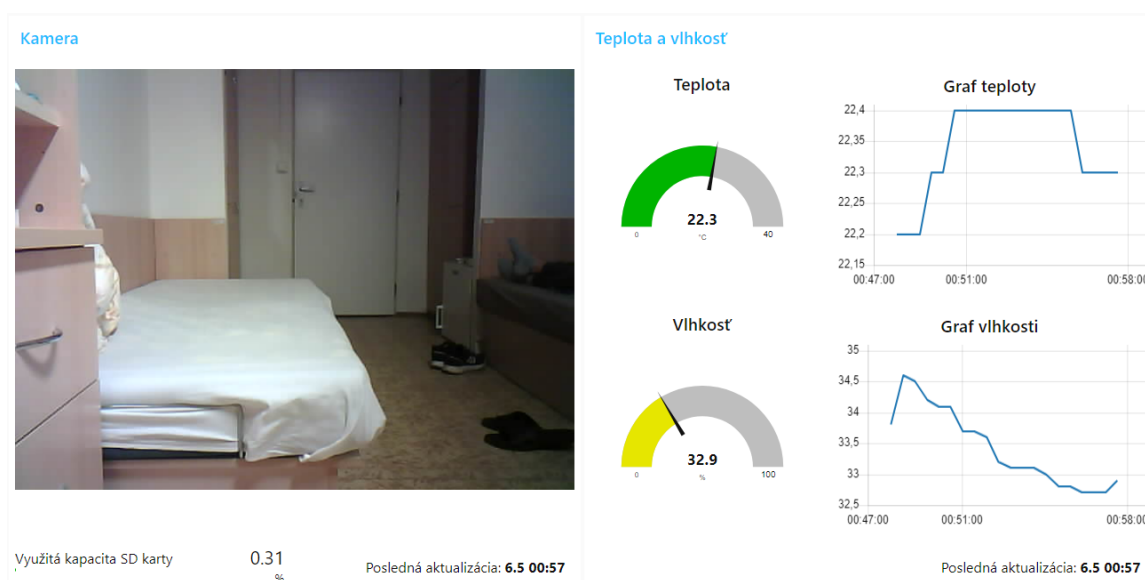 Kamera
Využitá kapacita SD karty
0.31
%
Posledná aktualizácia: 6.5 00:57
Teplota a vlhkosť
Teplota
22.3
°C
0
40
Graf teploty
22,4
22,35
22,3
22,25
22,2
22,15
00:47:00
00:51:00
00:58:00
Vlhkosť
32.9
%
0
100
Graf vlhkosti
35
34,5
34
33,5
33
32,5
00:47:00
00:51:00
00:58:00
Posledná aktualizácia: 6.5 00:57